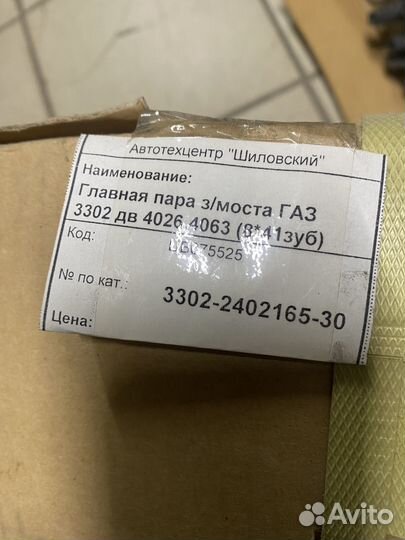 Автотехцентр "Шиловский"
Наименование:
Главная пара з/моста ГАЗ
3302 дв 4026,4063 (8*41зуб)
Код:
№ по кат.:
3302-2402165-30
Цена:
Avito